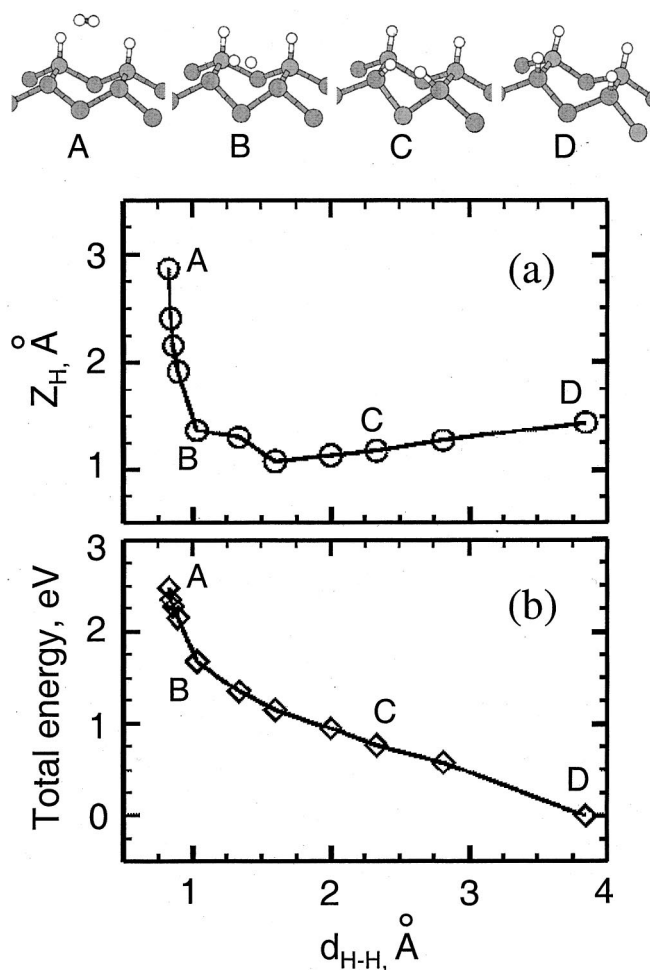 A B C D
(a)
3
2
1
Z_H, Å
A
B
C
D
(b)
3
2
1
0
Total energy, eV
A
B
C
D
1 2 3 4
d_H-H, Å